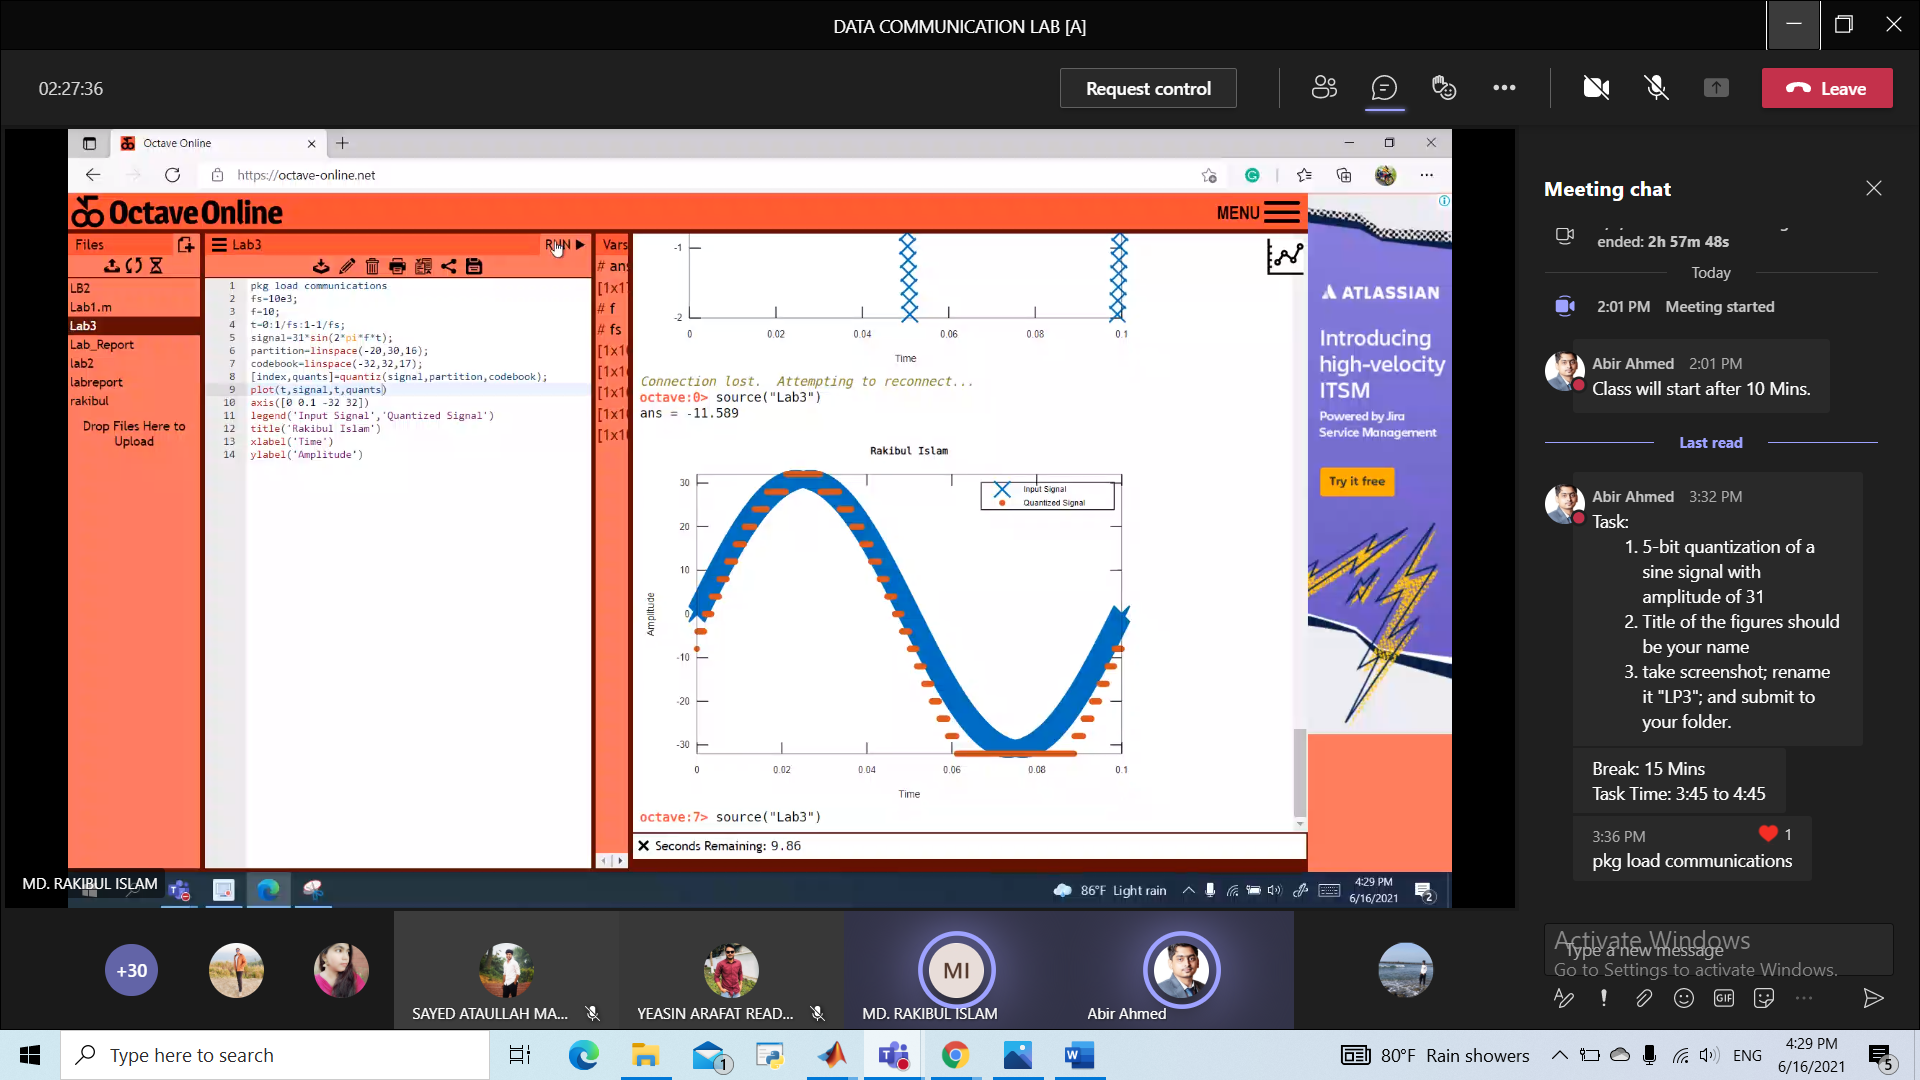 DATA COMMUNICATION LAB [A]
02:27:36
Request control
Leave
Octave Online
https://octave-online.net
Octave Online
MENU
Files
Lab3
RUN
Vars
LB2
Lab1.m
Lab3
Lab_Report
lab2
labreport
rakibul
Drop Files Here to
Upload
1 pkg load communications
2 fs=10e3;
3 f=10;
4 t=0:1/fs:1-1/fs;
5 signal=31*sin(2*pi*f*t);
6 partition=linspace(-20,30,16);
7 codebook=linspace(-32,32,17);
8 [index,quants]=quantiz(signal,partition,codebook);
9 plot(t,signal,t,quants)
10 axis([0 0.1 -32 32])
11 legend('Input Signal','Quantized Signal')
12 title('Rakibul Islam')
13 xlabel('Time')
14 ylabel('Amplitude')
# ans
[1x1
# f
# fs
[1x10
[1x10
[1x10
[1x10
[1x10
-1
-2
0 0.02 0.04 0.06 0.08 0.1
Time
Connection lost. Attempting to reconnect...
octave:0> source("Lab3")
ans = -11.589
Rakibul Islam
Input Signal
Quantized Signal
30
20
10
0
-10
-20
-30
Amplitude
0 0.02 0.04 0.06 0.08 0.1
Time
octave:7> source("Lab3")
Seconds Remaining: 9.86
ATLASSIAN
Introducing
high-velocity
ITSM
Powered by Jira
Service Management
Try it free
MD. RAKIBUL ISLAM
86°F Light rain
4:29 PM
6/16/2021
2
Meeting chat
ended: 2h 57m 48s
Today
2:01 PM Meeting started
Abir Ahmed 2:01 PM
Class will start after 10 Mins.
Last read
Abir Ahmed 3:32 PM
Task:
1. 5-bit quantization of a
sine signal with
amplitude of 31
2. Title of the figures should
be your name
3. take screenshot; rename
it "LP3"; and submit to
your folder.
Break: 15 Mins
Task Time: 3:45 to 4:45
3:36 PM
1
pkg load communications
Type a new message
Activate Windows
Go to Settings to activate Windows.
GIF
+30
SAYED ATAULLAH MA...
YEASIN ARAFAT READ...
MI
MD. RAKIBUL ISLAM
Abir Ahmed
Type here to search
1
80°F Rain showers
ENG
4:29 PM
6/16/2021
5